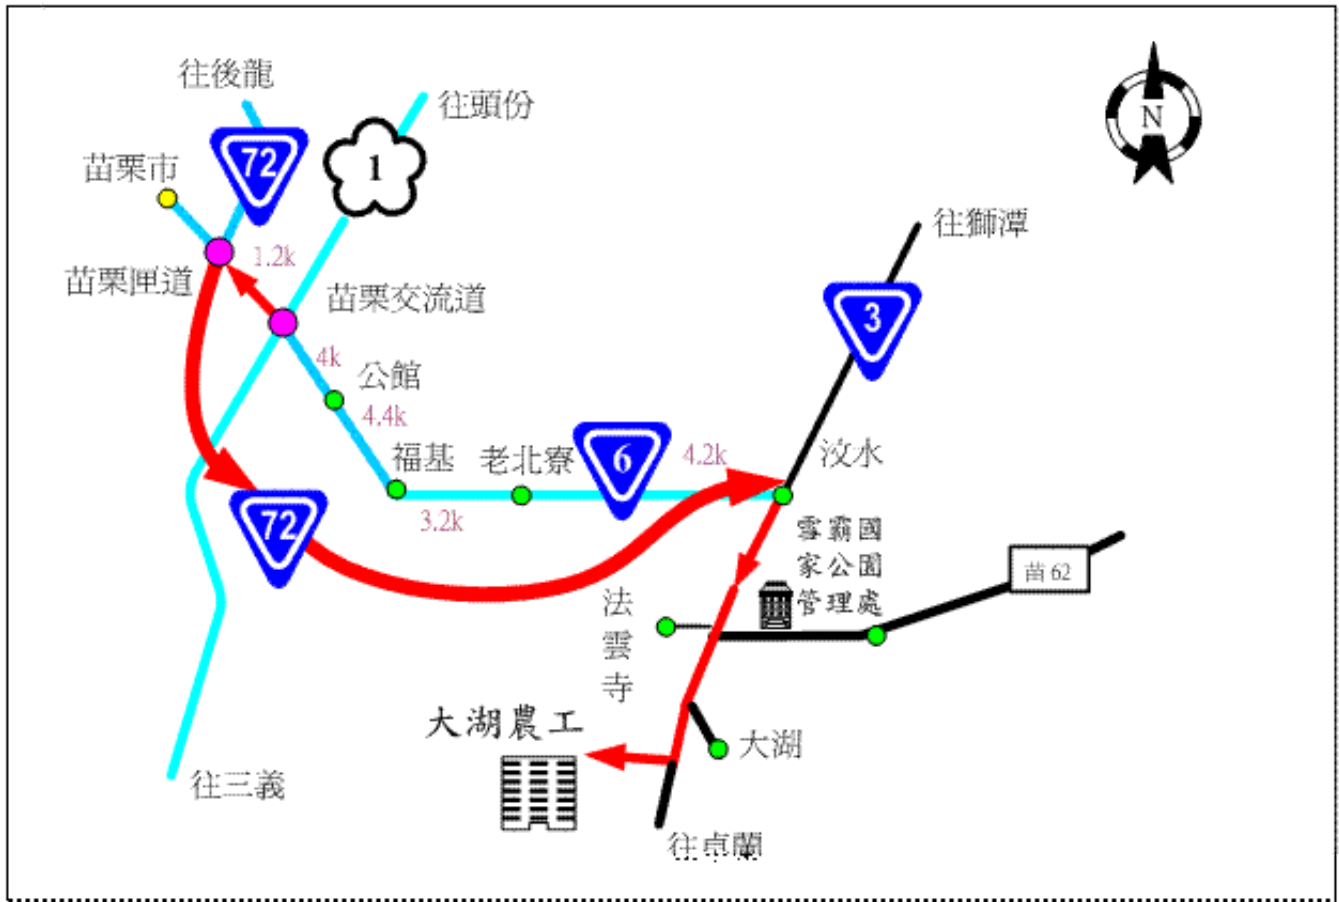 往後龍
往頭份
N
72
1
苗栗市
往獅潭
1.2k
苗栗匣道
苗栗交流道
3
4k
公館
4.4k
福基
老北寮
6
4.2k
汶水
3.2k
72
雪霸國
家公園
管理處
苗62
法
雲
寺
大湖農工
大湖
往三義
往卓蘭